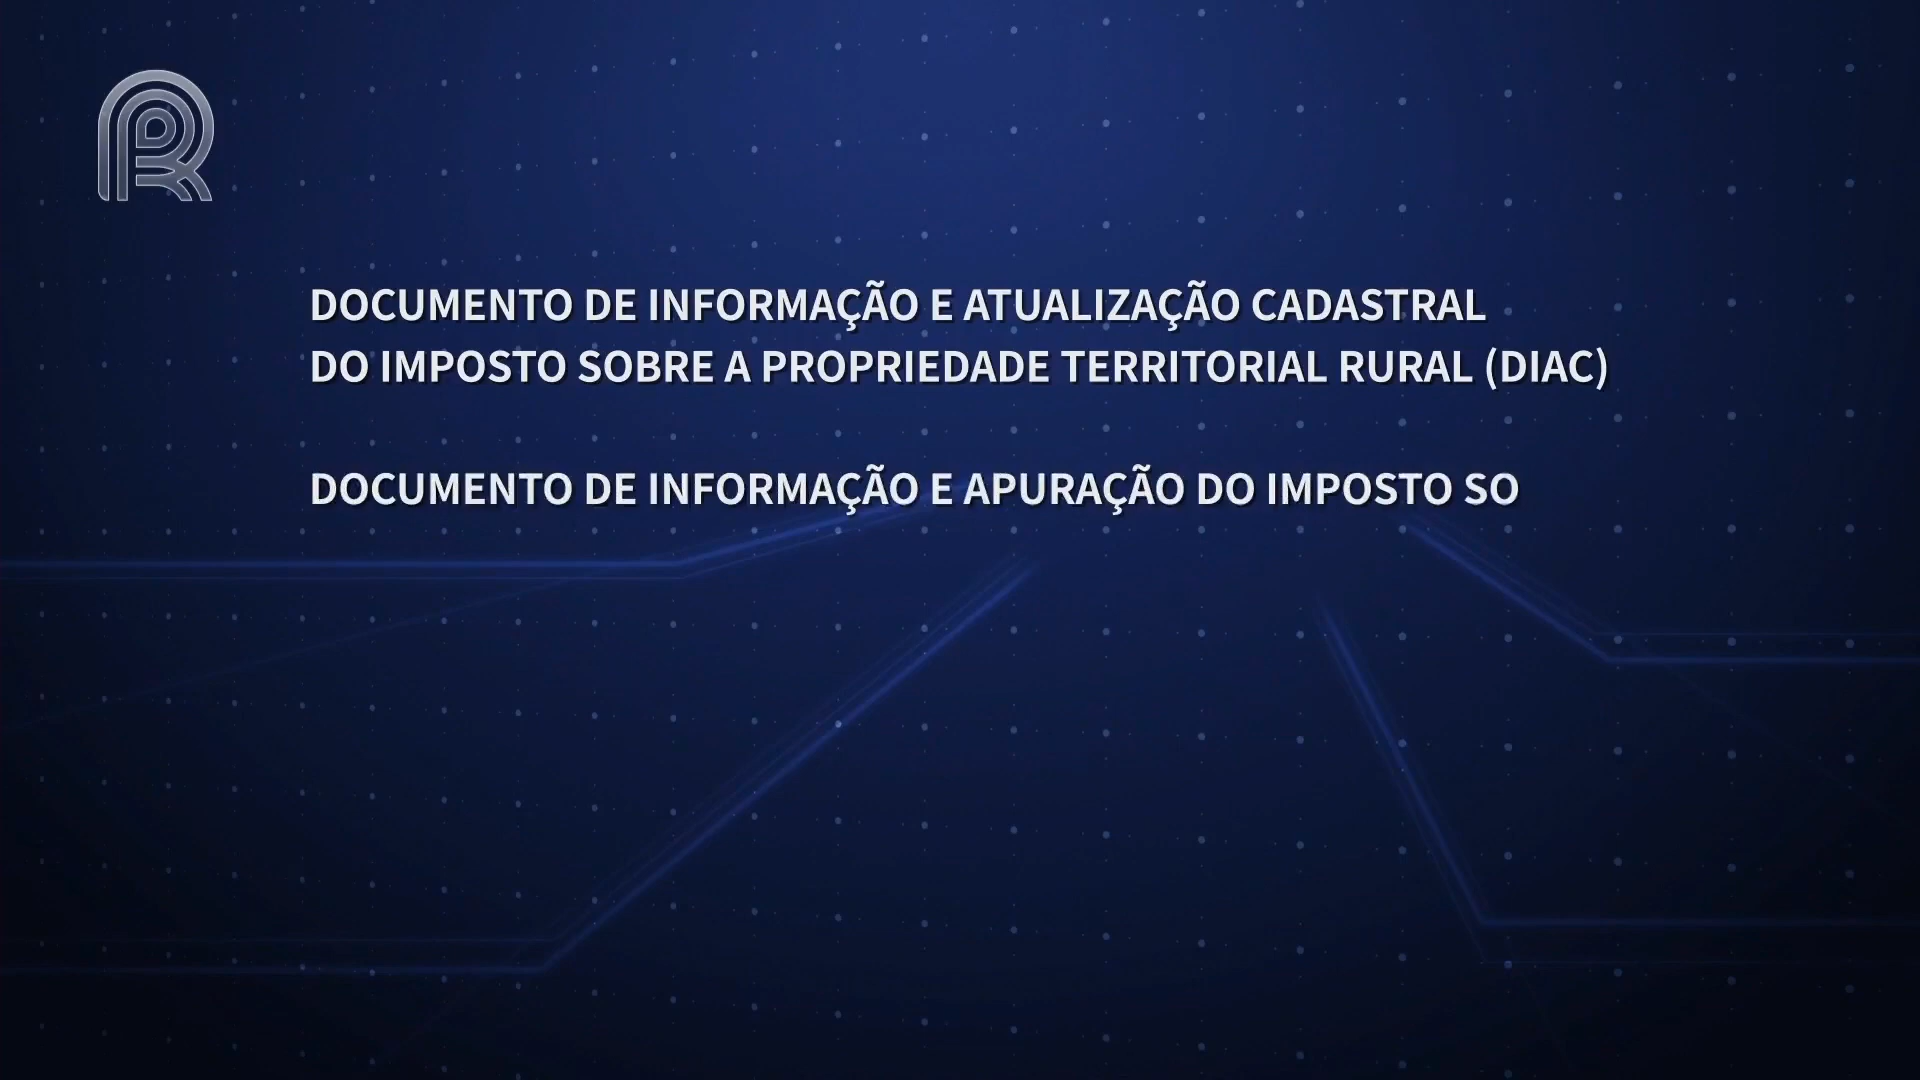 DOCUMENTO DE INFORMAÇÃO E ATUALIZAÇÃO CADASTRAL
DO IMPOSTO SOBRE A PROPRIEDADE TERRITORIAL RURAL (DIAC)
DOCUMENTO DE INFORMAÇÃO E APURAÇÃO DO IMPOSTO SO